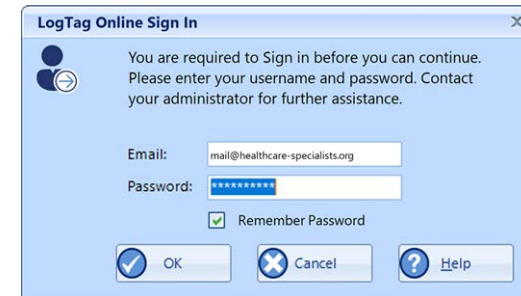 LogTag Online Sign In
You are required to Sign in before you can continue.
Please enter your username and password. Contact
your administrator for further assistance.
Email: mail@healthcare-specialists.org
Password: **********
Remember Password
OK Cancel Help